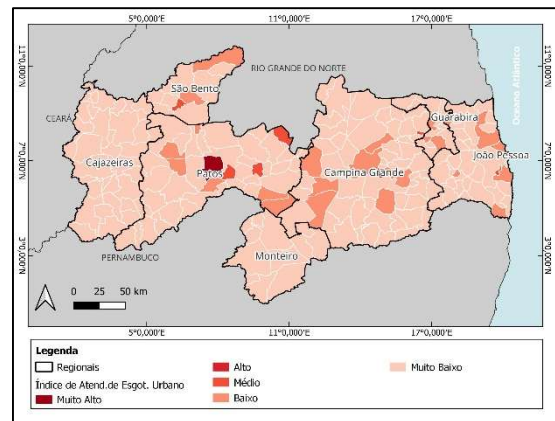 5°0,000'E 11°0,000'E 17°0,000'E
11°0,000'N
11°0,000'N
RIO GRANDE DO NORTE
Oceano Atlântico
São Bento
CEARÁ
Guarabira
7°0,000'N
Cajazeiras
João Pessoa
7°0,000'N
Patos
Campina Grande
PERNAMBUCO
Monteiro
3°0,000'N
3°0,000'N
0 25 50 km
5°0,000'E 11°0,000'E 17°0,000'E
Legenda
Regionais
Índice de Atend.de Esgot. Urbano
Muito Alto
Alto
Médio
Baixo
Muito Baixo